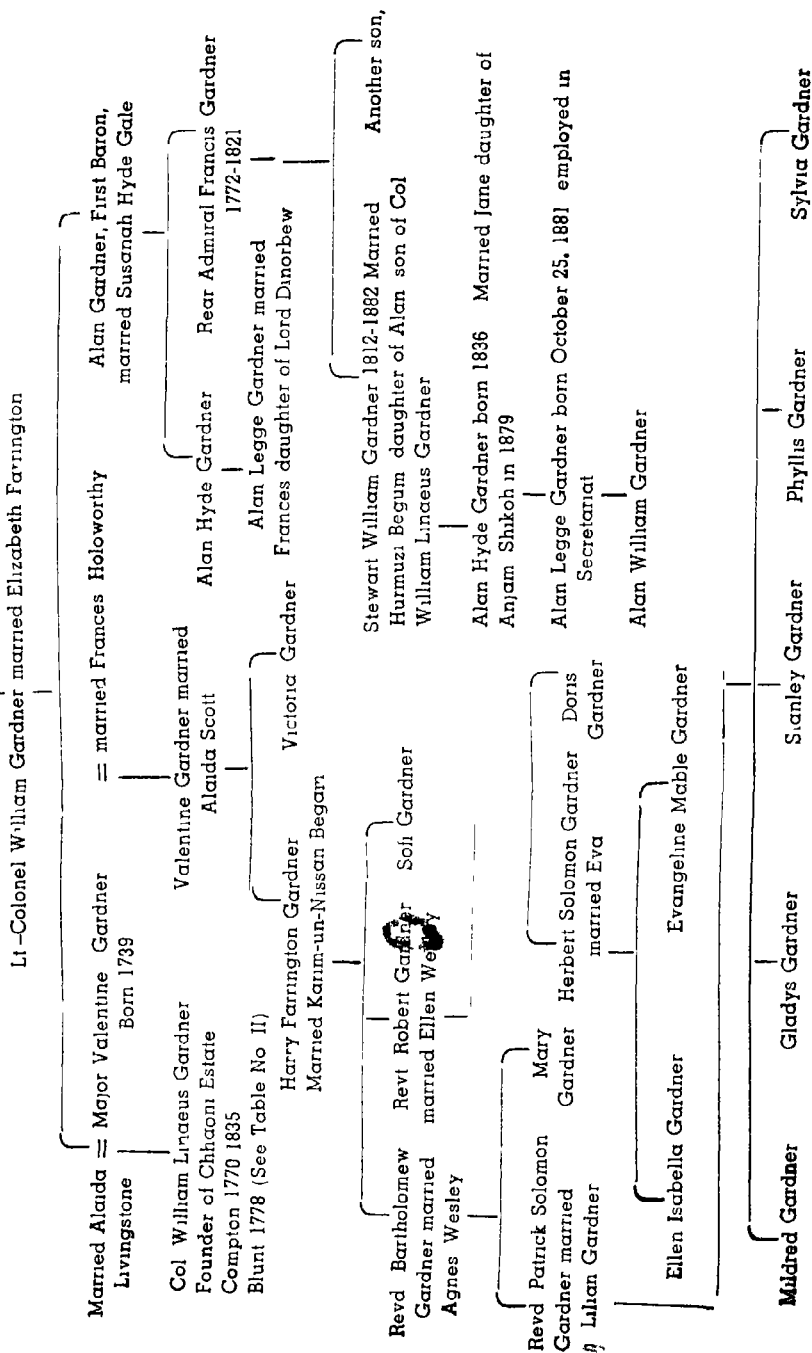 Lt-Colonel William Gardner married Elizabeth Farrington
Married Alaida = Major Valentine Gardner = married Frances Holoworthy
Livingstone
Born 1739
Alan Gardner, First Baron,
married Susanah Hyde Gale
Col William Linaeus Gardner
Founder of Chhaoni Estate
Compton 1770 1835
Blunt 1778 (See Table No II)
Valentine Gardner married
Alaida Scott
Alan Hyde Gardner
Rear Admiral Francis Gardner
1772-1821
Alan Legge Gardner married
Frances daughter of Lord Dinorbew
Harry Farrington Gardner
Married Karim-un-Nissan Begam
Victoria Gardner
Stewart William Gardner 1812-1882 Married
Hurmuzi Begum daughter of Alan son of Col
William Linaeus Gardner
Another son,
Revd Bartholomew
Gardner married
Agnes Wesley
Revt Robert Gardner
married Ellen
Sofi Gardner
Alan Hyde Gardner born 1836 Married Jane daughter of
Anjam Shikoh in 1879
Alan Legge Gardner born October 25, 1881 employed in
Secretariat
Alan William Gardner
Revd Patrick Solomon
Gardner married
Lilian Gardner
Mary
Gardner
Herbert Solomon Gardner
married Eva
Doris
Gardner
Ellen Isabella Gardner
Evangeline Mable Gardner
Mildred Gardner
Gladys Gardner
Stanley Gardner
Phyllis Gardner
Sylvia Gardner